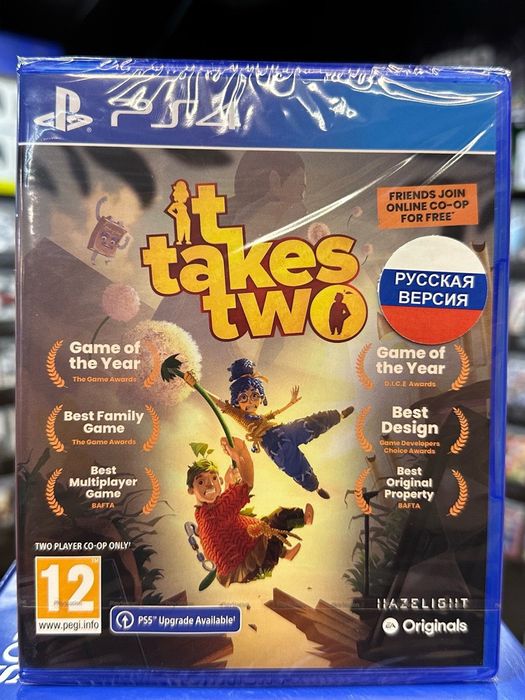 PS4
FRIENDS JOIN
ONLINE CO-OP
FOR FREE*
it
takes
two
РУССКАЯ
ВЕРСИЯ
Game of
the Year
The Game Awards
Game of
the Year
D.I.C.E Awards
Best Family
Game
The Game Awards
Best
Design
Game Developers
Choice Awards
Best
Multiplayer
Game
BAFTA
Best
Original
Property
BAFTA
TWO PLAYER CO-OP ONLY¹
12
www.pegi.info
PS5™ Upgrade Available¹
HAZELIGHT
EA Originals